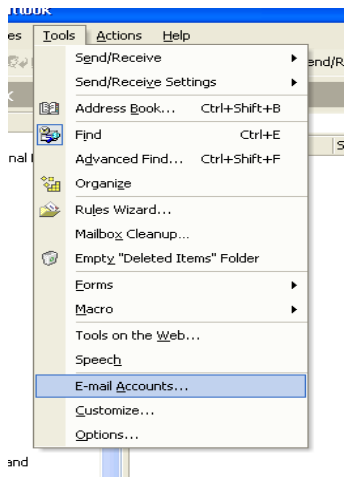 es Tools Actions Help
Send/Receive
end/R
Send/Receive Settings
Address Book... Ctrl+Shift+B
Find Ctrl+E
Advanced Find... Ctrl+Shift+F
nal
Organize
Rules Wizard...
Mailbox Cleanup...
Empty "Deleted Items" Folder
Forms
Macro
Tools on the Web...
Speech
E-mail Accounts...
Customize...
Options...
and